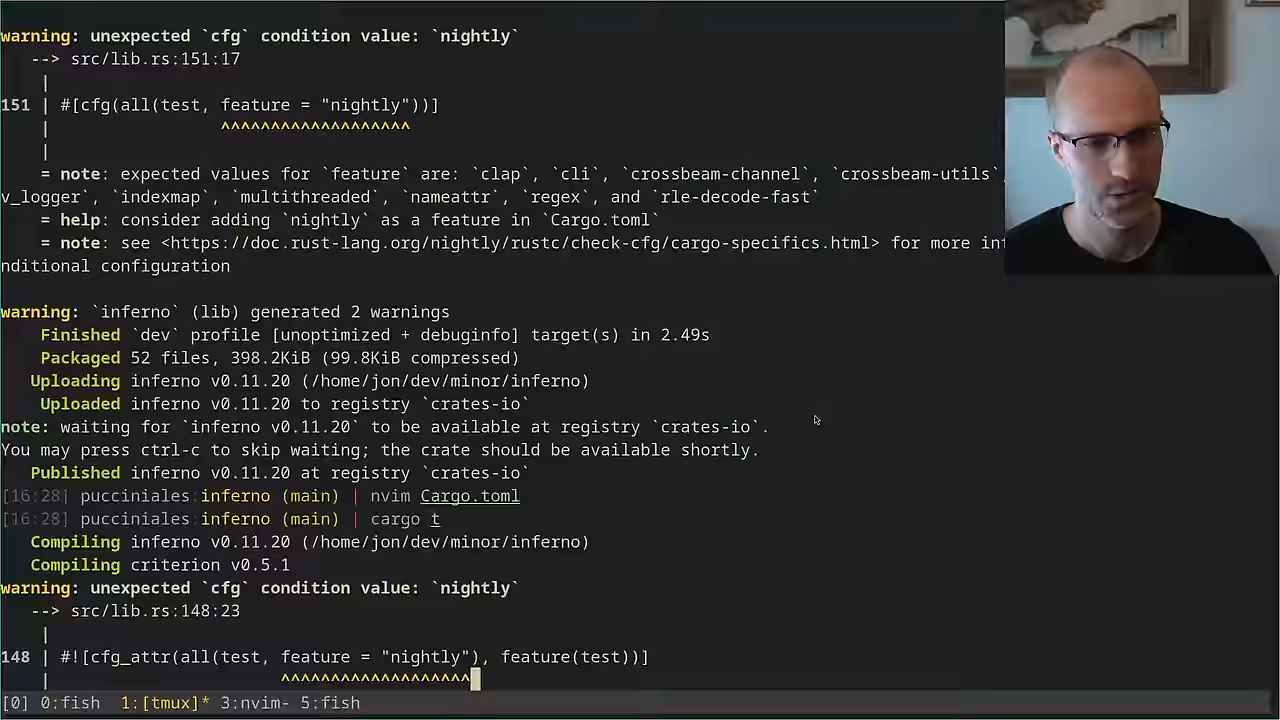 warning: unexpected `cfg` condition value: `nightly`
--> src/lib.rs:151:17
|
151 | #[cfg(all(test, feature = "nightly"))]
| ^^^^^^^^^^^^^^^^^^^
|
= note: expected values for `feature` are: `clap`, `cli`, `crossbeam-channel`, `crossbeam-utils`,
v_logger`, `indexmap`, `multithreaded`, `nameattr`, `regex`, and `rle-decode-fast`
= help: consider adding `nightly` as a feature in `Cargo.toml`
= note: see <https://doc.rust-lang.org/nightly/rustc/check-cfg/cargo-specifics.html> for more inf
nditional configuration
warning: `inferno` (lib) generated 2 warnings
Finished `dev` profile [unoptimized + debuginfo] target(s) in 2.49s
Packaged 52 files, 398.2KiB (99.8KiB compressed)
Uploading inferno v0.11.20 (/home/jon/dev/minor/inferno)
Uploaded inferno v0.11.20 to registry `crates-io`
note: waiting for `inferno v0.11.20` to be available at registry `crates-io`.
You may press ctrl-c to skip waiting; the crate should be available shortly.
Published inferno v0.11.20 at registry `crates-io`
[16:28] pucciniales:inferno (main) | nvim Cargo.toml
[16:28] pucciniales:inferno (main) | cargo t
Compiling inferno v0.11.20 (/home/jon/dev/minor/inferno)
Compiling criterion v0.5.1
warning: unexpected `cfg` condition value: `nightly`
--> src/lib.rs:148:23
|
148 | #![cfg_attr(all(test, feature = "nightly"), feature(test))]
| ^^^^^^^^^^^^^^^^^^^
[0] 0:fish 1:[tmux]* 3:nvim- 5:fish